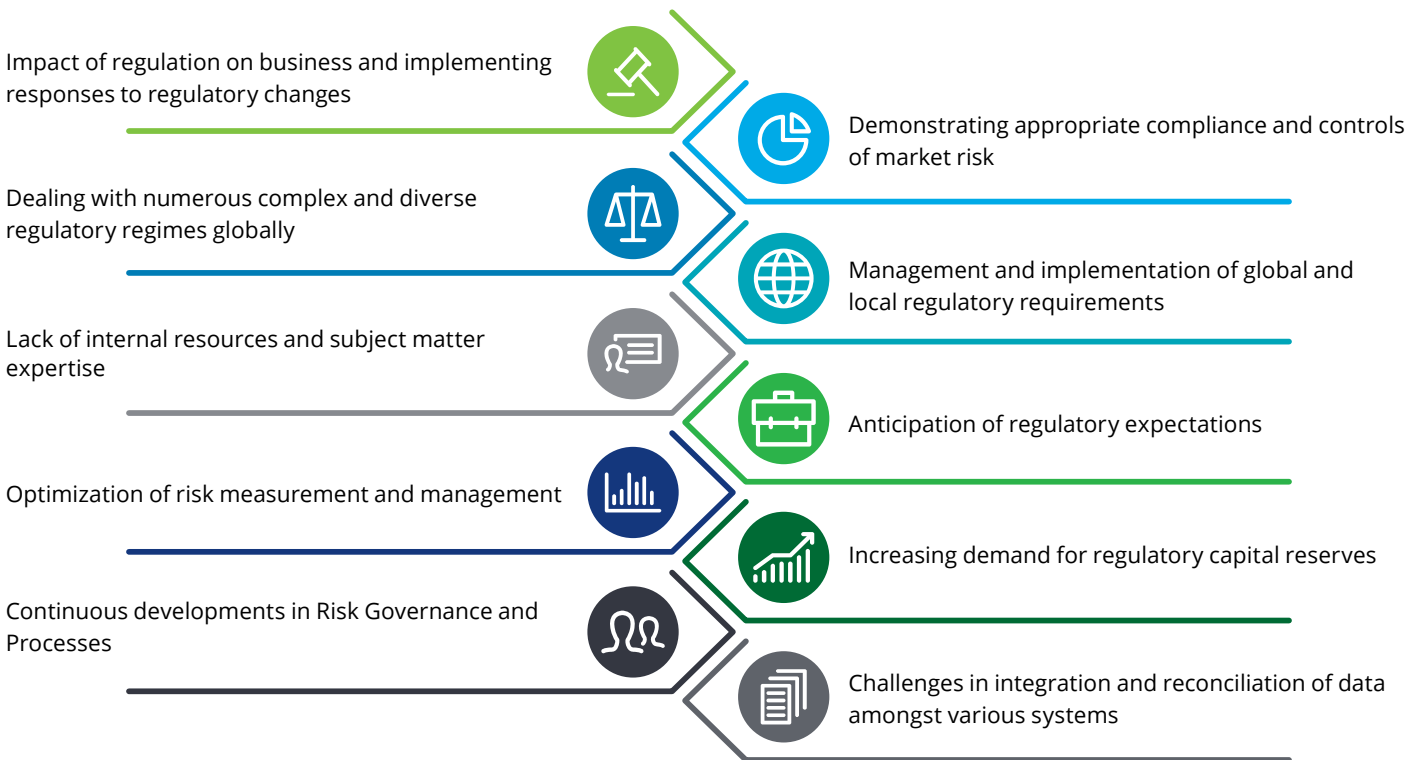 Impact of regulation on business and implementing
responses to regulatory changes
Demonstrating appropriate compliance and controls
of market risk
Dealing with numerous complex and diverse
regulatory regimes globally
Management and implementation of global and
local regulatory requirements
Lack of internal resources and subject matter
expertise
Anticipation of regulatory expectations
Optimization of risk measurement and management
Increasing demand for regulatory capital reserves
Continuous developments in Risk Governance and
Processes
Challenges in integration and reconciliation of data
amongst various systems